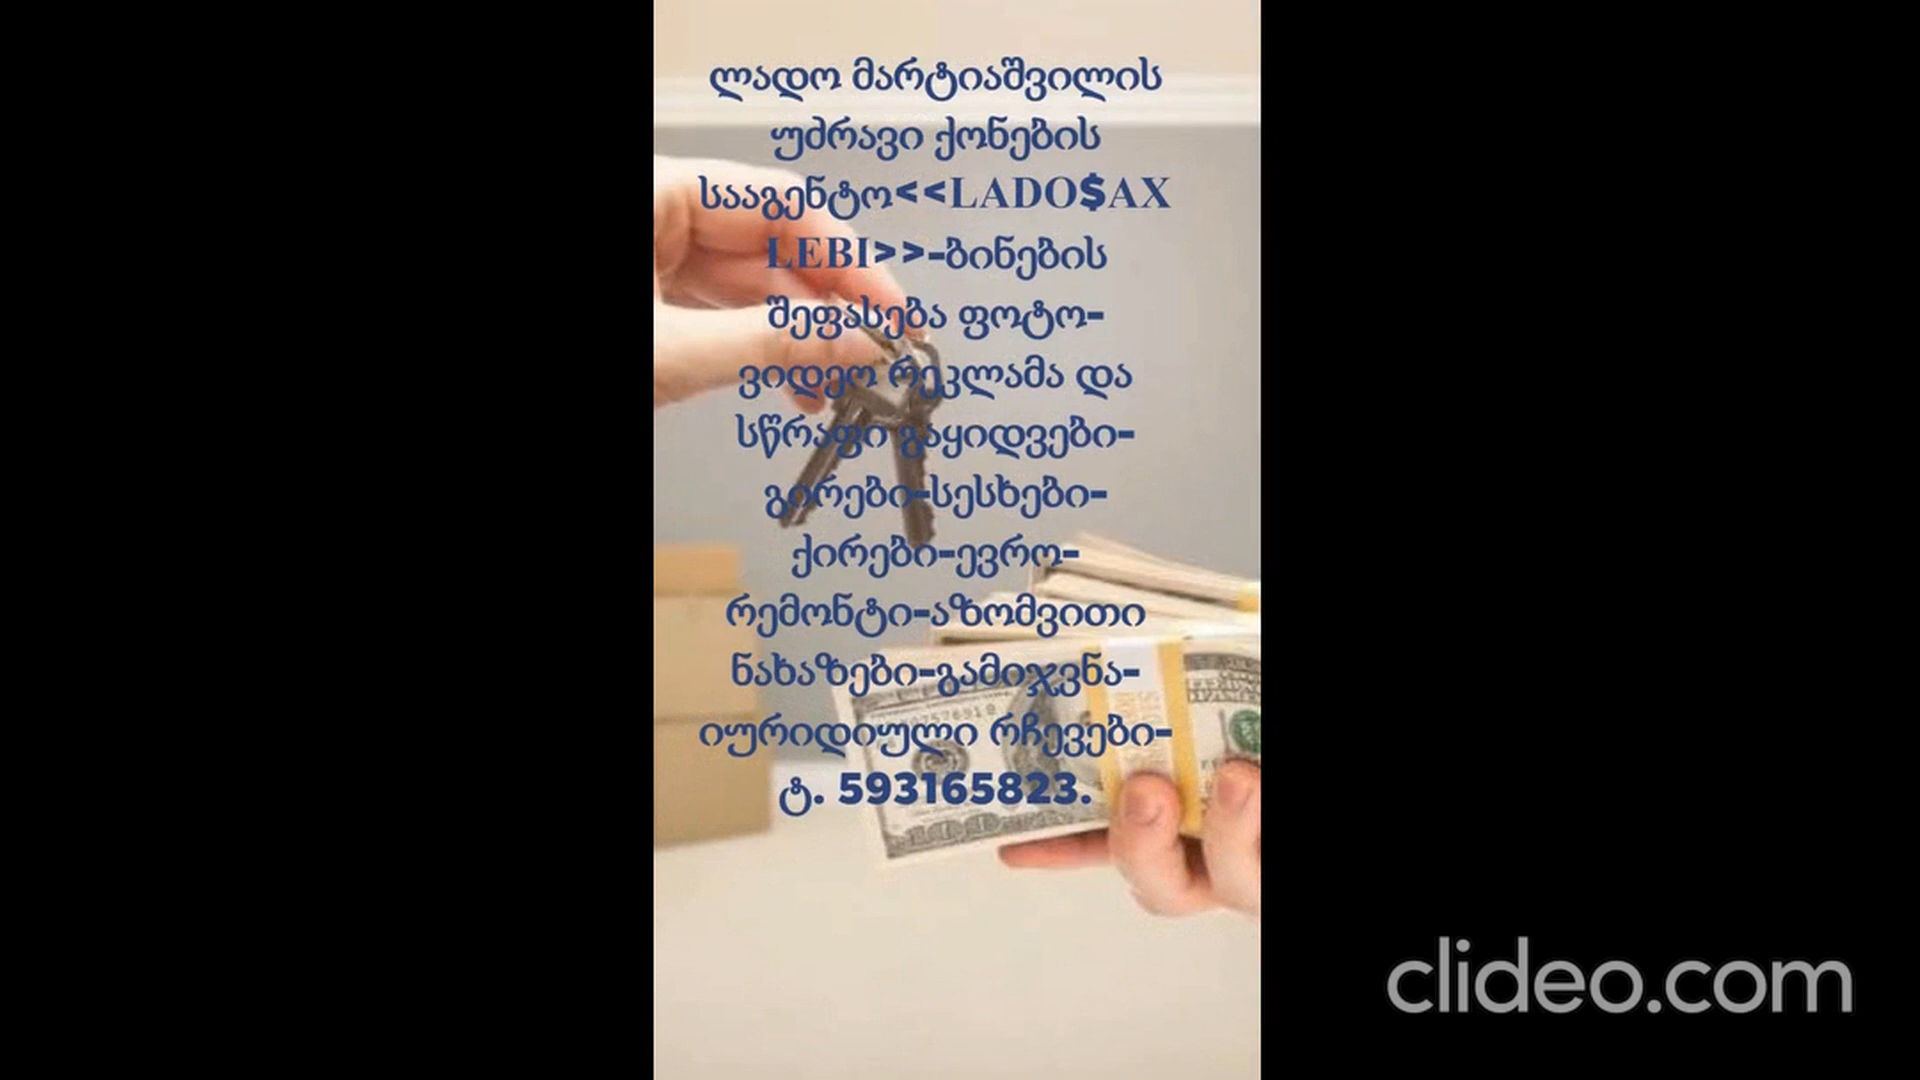 ლადო მარტიაშვილის
უძრავი ქონების
სააგენტო<<LADO$AX
LEBI>>-ბინების
შეფასება ფოტო-
ვიდეო რეკლამა და
სწრაფი გაყიდვები-
გირები-სესხები-
ქირები-ევრო-
რემონტი-აზომვითი
ნახაზები-გამიჯვნა-
იურიდიული რჩევები-
ტ. 593165823.
clideo.com